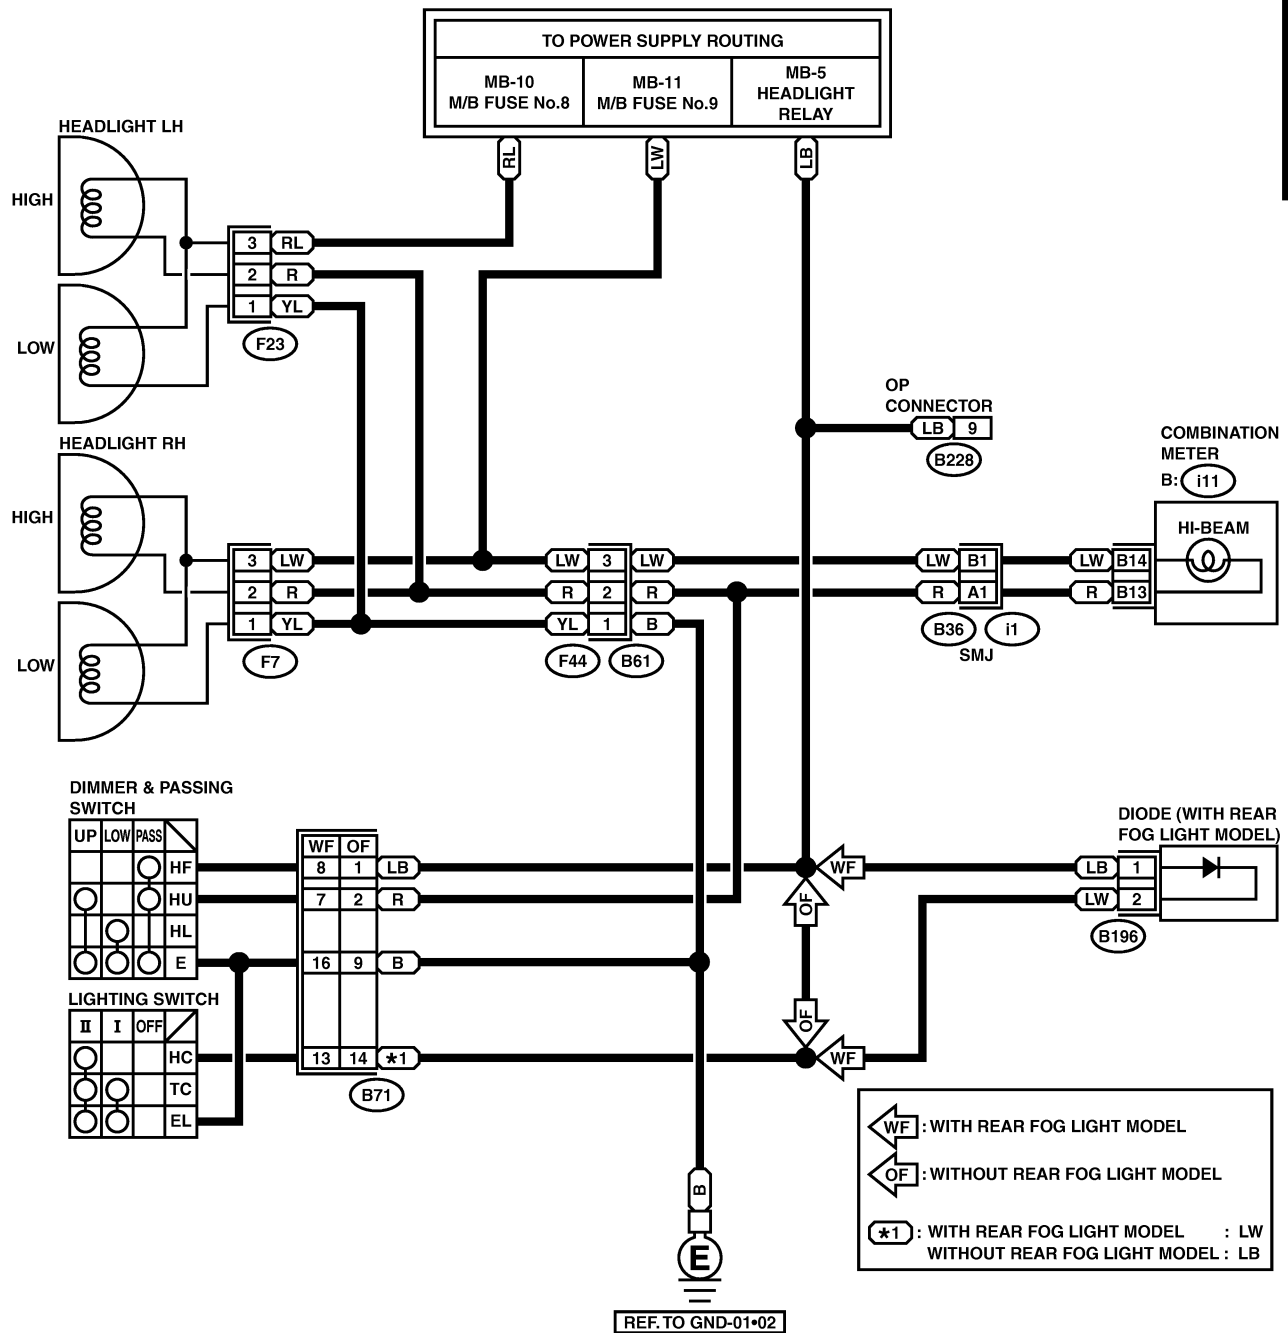 TO POWER SUPPLY ROUTING
MB-10
M/B FUSE No.8
MB-11
M/B FUSE No.9
MB-5
HEADLIGHT
RELAY
RL
LW
LB
HEADLIGHT LH
HIGH
LOW
3 RL
2 R
1 YL
F23
OP
CONNECTOR
LB 9
B228
COMBINATION
METER
B: i11
HI-BEAM
HEADLIGHT RH
HIGH
LOW
3 LW LW 3 LW LW B1 LW B14
2 R R 2 R R A1 R B13
1 YL YL 1 B
F7
F44
B61
B36
i1
SMJ
DIMMER & PASSING
SWITCH
UP LOW PASS
HF
HU
HL
E
WF OF
8 1 LB
7 2 R
16 9 B
13 14 *1
B71
WF
OF
OF
WF
DIODE (WITH REAR
FOG LIGHT MODEL)
LB 1
LW 2
B196
LIGHTING SWITCH
II I OFF
HC
TC
EL
B
E
REF. TO GND-01•02
WF : WITH REAR FOG LIGHT MODEL
OF : WITHOUT REAR FOG LIGHT MODEL
*1 : WITH REAR FOG LIGHT MODEL : LW
WITHOUT REAR FOG LIGHT MODEL : LB